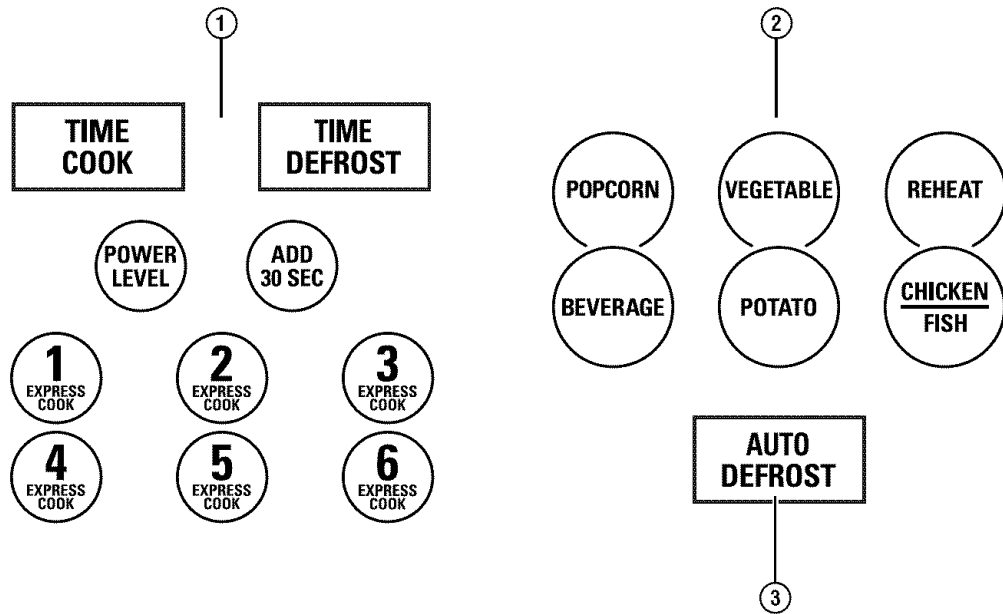 1
2
TIME
COOK
TIME
DEFROST
POWER
LEVEL
ADD
30 SEC
1
EXPRESS
COOK
2
EXPRESS
COOK
3
EXPRESS
COOK
4
EXPRESS
COOK
5
EXPRESS
COOK
6
EXPRESS
COOK
POPCORN
VEGETABLE
REHEAT
BEVERAGE
POTATO
CHICKEN
FISH
AUTO
DEFROST
3